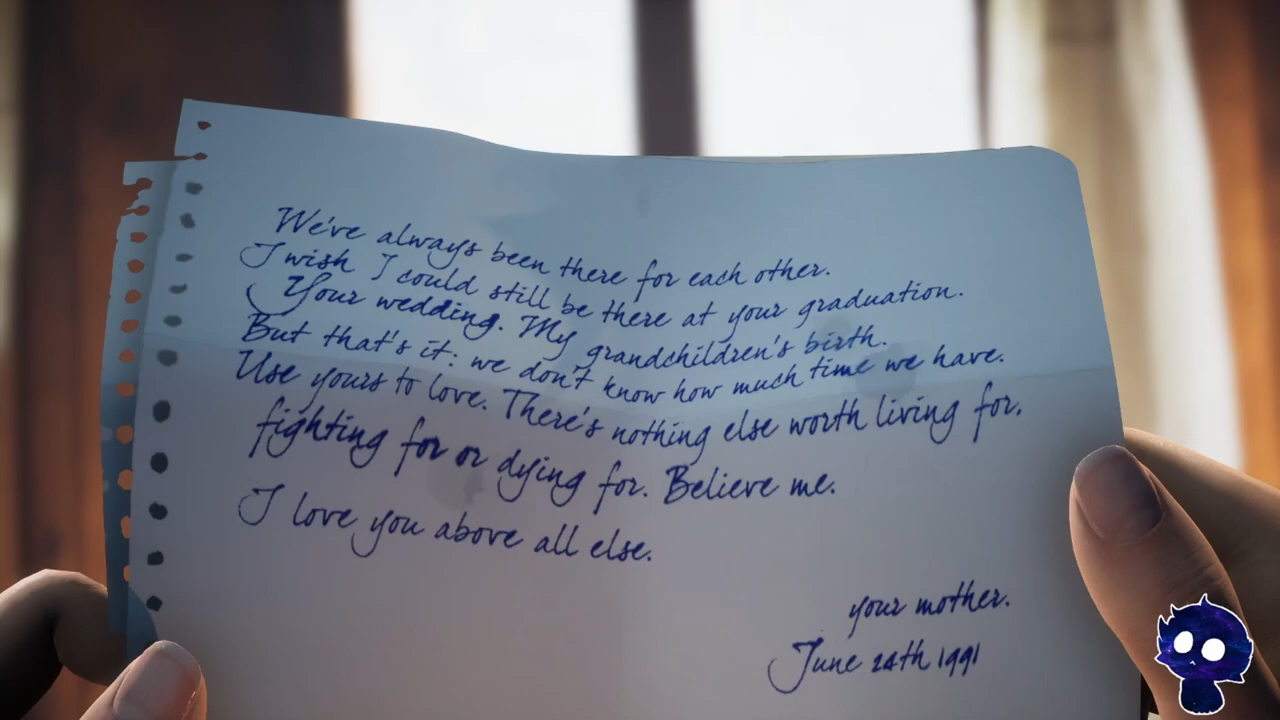 We've always been there for each other.
I wish I could still be there at your graduation.
Your wedding. My grandchildren's birth.
But that's it: we don't know how much time we have.
Use yours to love. There's nothing else worth living for.
fighting for or dying for. Believe me.
I love you above all else.
your mother.
June 24th 1991